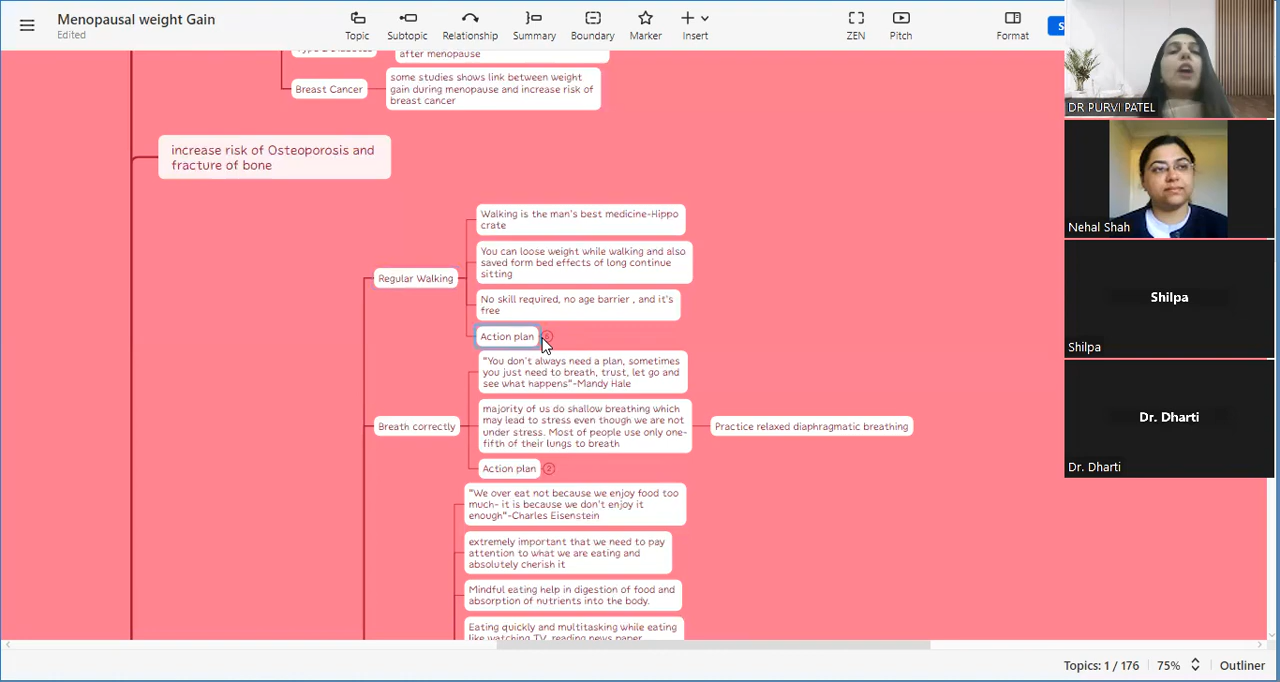 Menopausal weight Gain
Edited
Topic
Subtopic
Relationship
Summary
Boundary
Marker
Insert
ZEN
Pitch
Format
S
after menopause
Breast Cancer
some studies shows link between weight
gain during menopause and increase risk of
breast cancer
increase risk of Osteoporosis and
fracture of bone
Regular Walking
Walking is the man's best medicine-Hippo
crate
You can loose weight while walking and also
saved form bed effects of long continue
sitting
No skill required, no age barrier , and it's
free
Action plan
Breath correctly
"You don't always need a plan, sometimes
you just need to breath, trust, let go and
see what happens"-Mandy Hale
majority of us do shallow breathing which
may lead to stress even though we are not
under stress. Most of people use only one-
fifth of their lungs to breath
Practice relaxed diaphragmatic breathing
Action plan 2
"We over eat not because we enjoy food too
much- it is because we don't enjoy it
enough"-Charles Eisenstein
extremely important that we need to pay
attention to what we are eating and
absolutely cherish it
Mindful eating help in digestion of food and
absorption of nutrients into the body.
Eating quickly and multitasking while eating
like watching TV, reading news paper
DR PURVI PATEL
Nehal Shah
Shilpa
Shilpa
Dr. Dharti
Dr. Dharti
Topics: 1 / 176
75%
Outliner